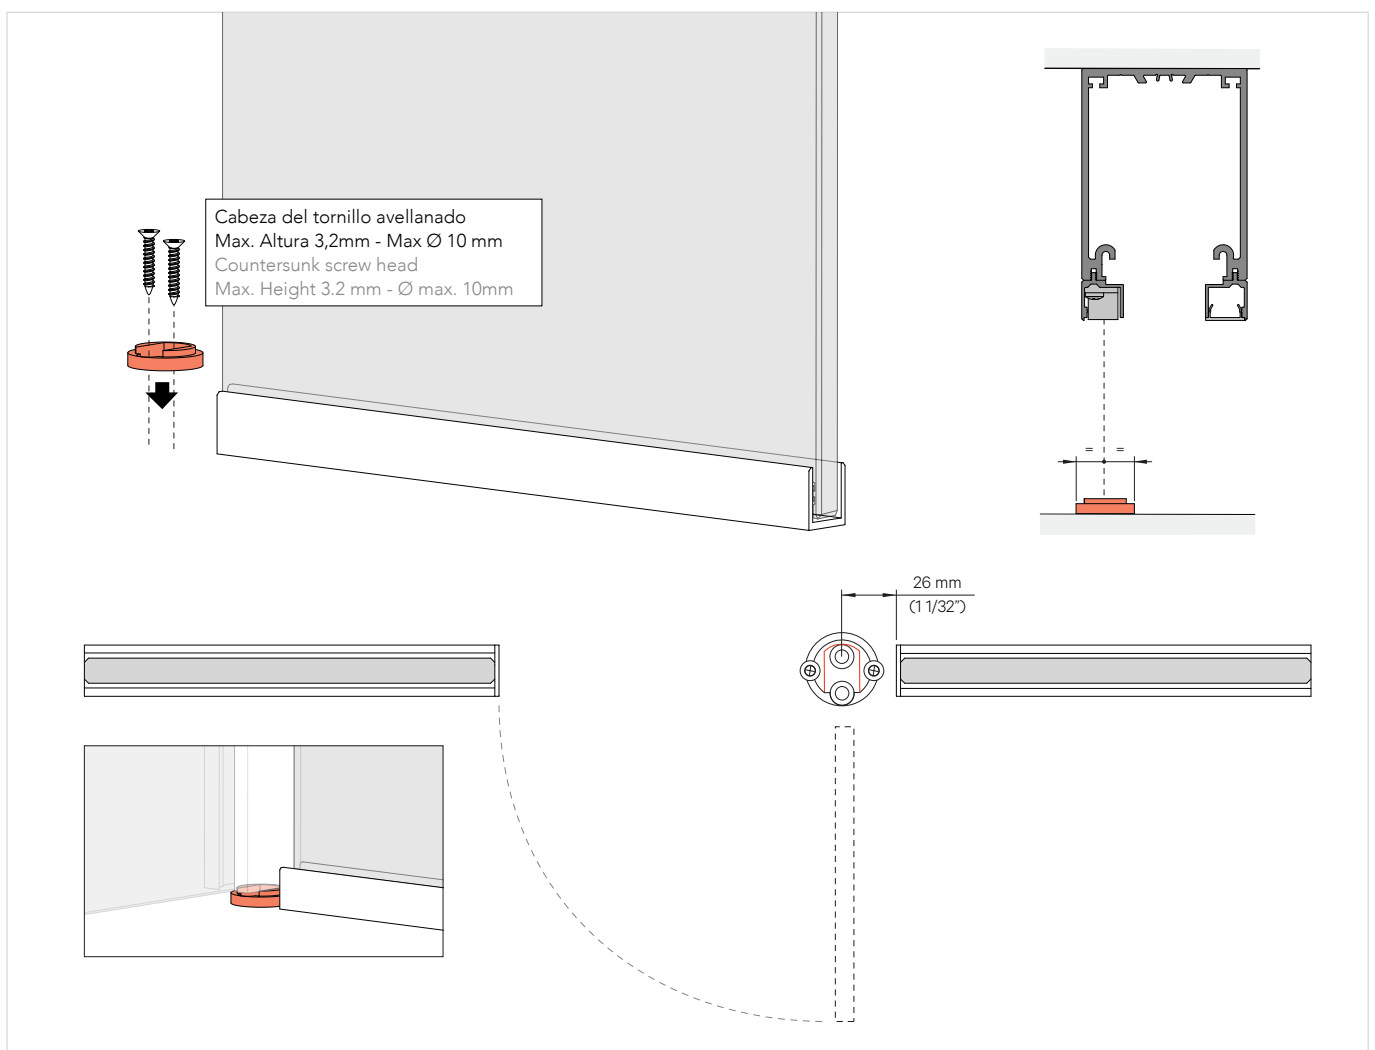 Cabeza del tornillo avellanado
Max. Altura 3,2mm - Max Ø 10 mm
Countersunk screw head
Max. Height 3.2 mm - Ø max. 10mm
= =
26 mm
(1 1/32”)